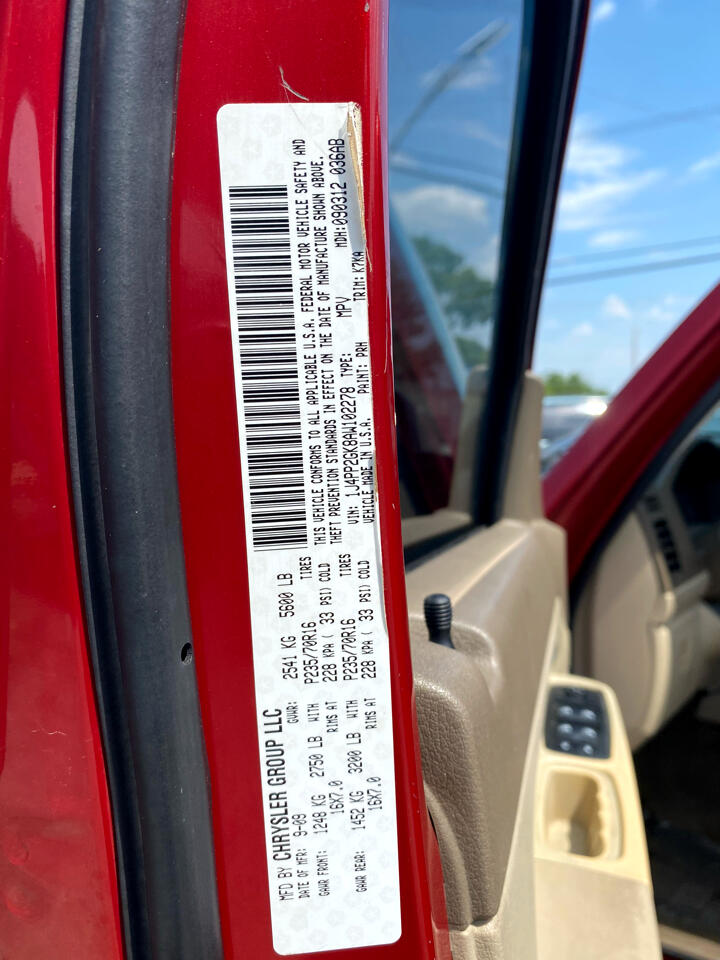 MFD BY CHRYSLER GROUP LLC
DATE OF MFR: 9-09 GVWR: 2541 KG 5600 LB
GAWR FRONT: 1248 KG 2750 LB WITH P235/70R16 TIRES
16X7.0 RIMS AT 228 KPA ( 33 PSI) COLD
GAWR REAR: 1452 KG 3200 LB WITH P235/70R16 TIRES
16X7.0 RIMS AT 228 KPA ( 33 PSI) COLD
THIS VEHICLE CONFORMS TO ALL APPLICABLE U.S.A. FEDERAL MOTOR VEHICLE SAFETY AND
THEFT PREVENTION STANDARDS IN EFFECT ON THE DATE OF MANUFACTURE SHOWN ABOVE.
VIN: 1J4PP2GK8AW102278 TYPE: MPV MDH:090312 036AB
VEHICLE MADE IN U.S.A. PAINT: PRH TRIM: K7KA